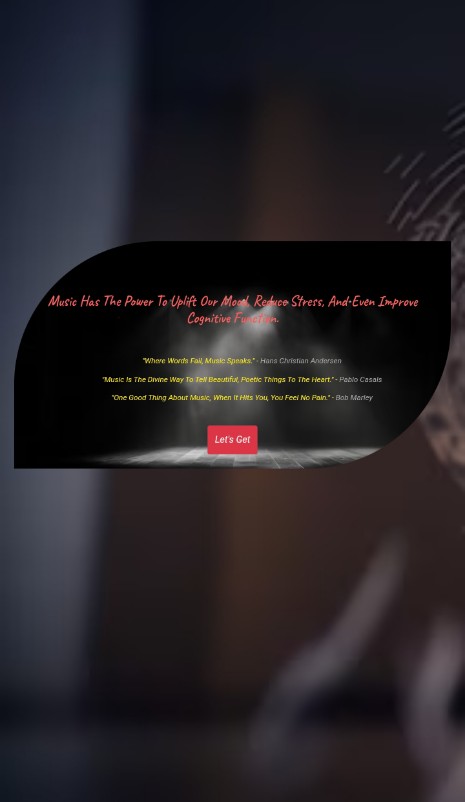 Music Has The Power To Uplift Our Mood, Reduce Stress, And Even Improve
Cognitive Function.
"Where Words Fail, Music Speaks." - Hans Christian Andersen
"Music Is The Divine Way To Tell Beautiful, Poetic Things To The Heart." - Pablo Casals
"One Good Thing About Music, When It Hits You, You Feel No Pain." - Bob Marley
Let's Get